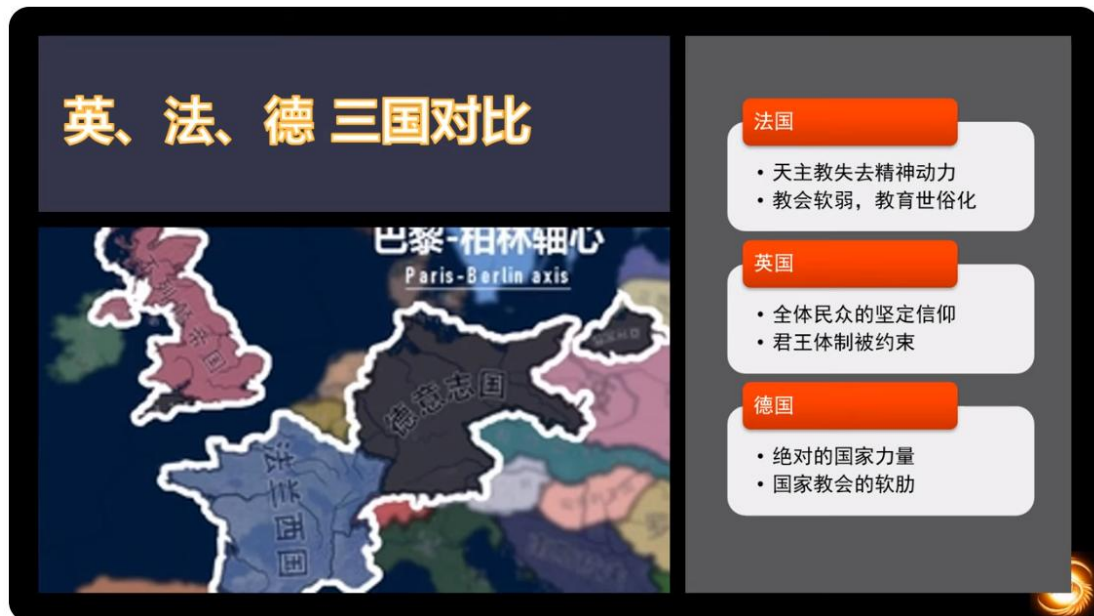 英、法、德 三国对比
巴黎-柏林轴心
Paris-Berlin axis
德意志国
法兰西国
法国
• 天主教失去精神动力
• 教会软弱，教育世俗化
英国
• 全体民众的坚定信仰
• 君王体制被约束
德国
• 绝对的国家力量
• 国家教会的软肋